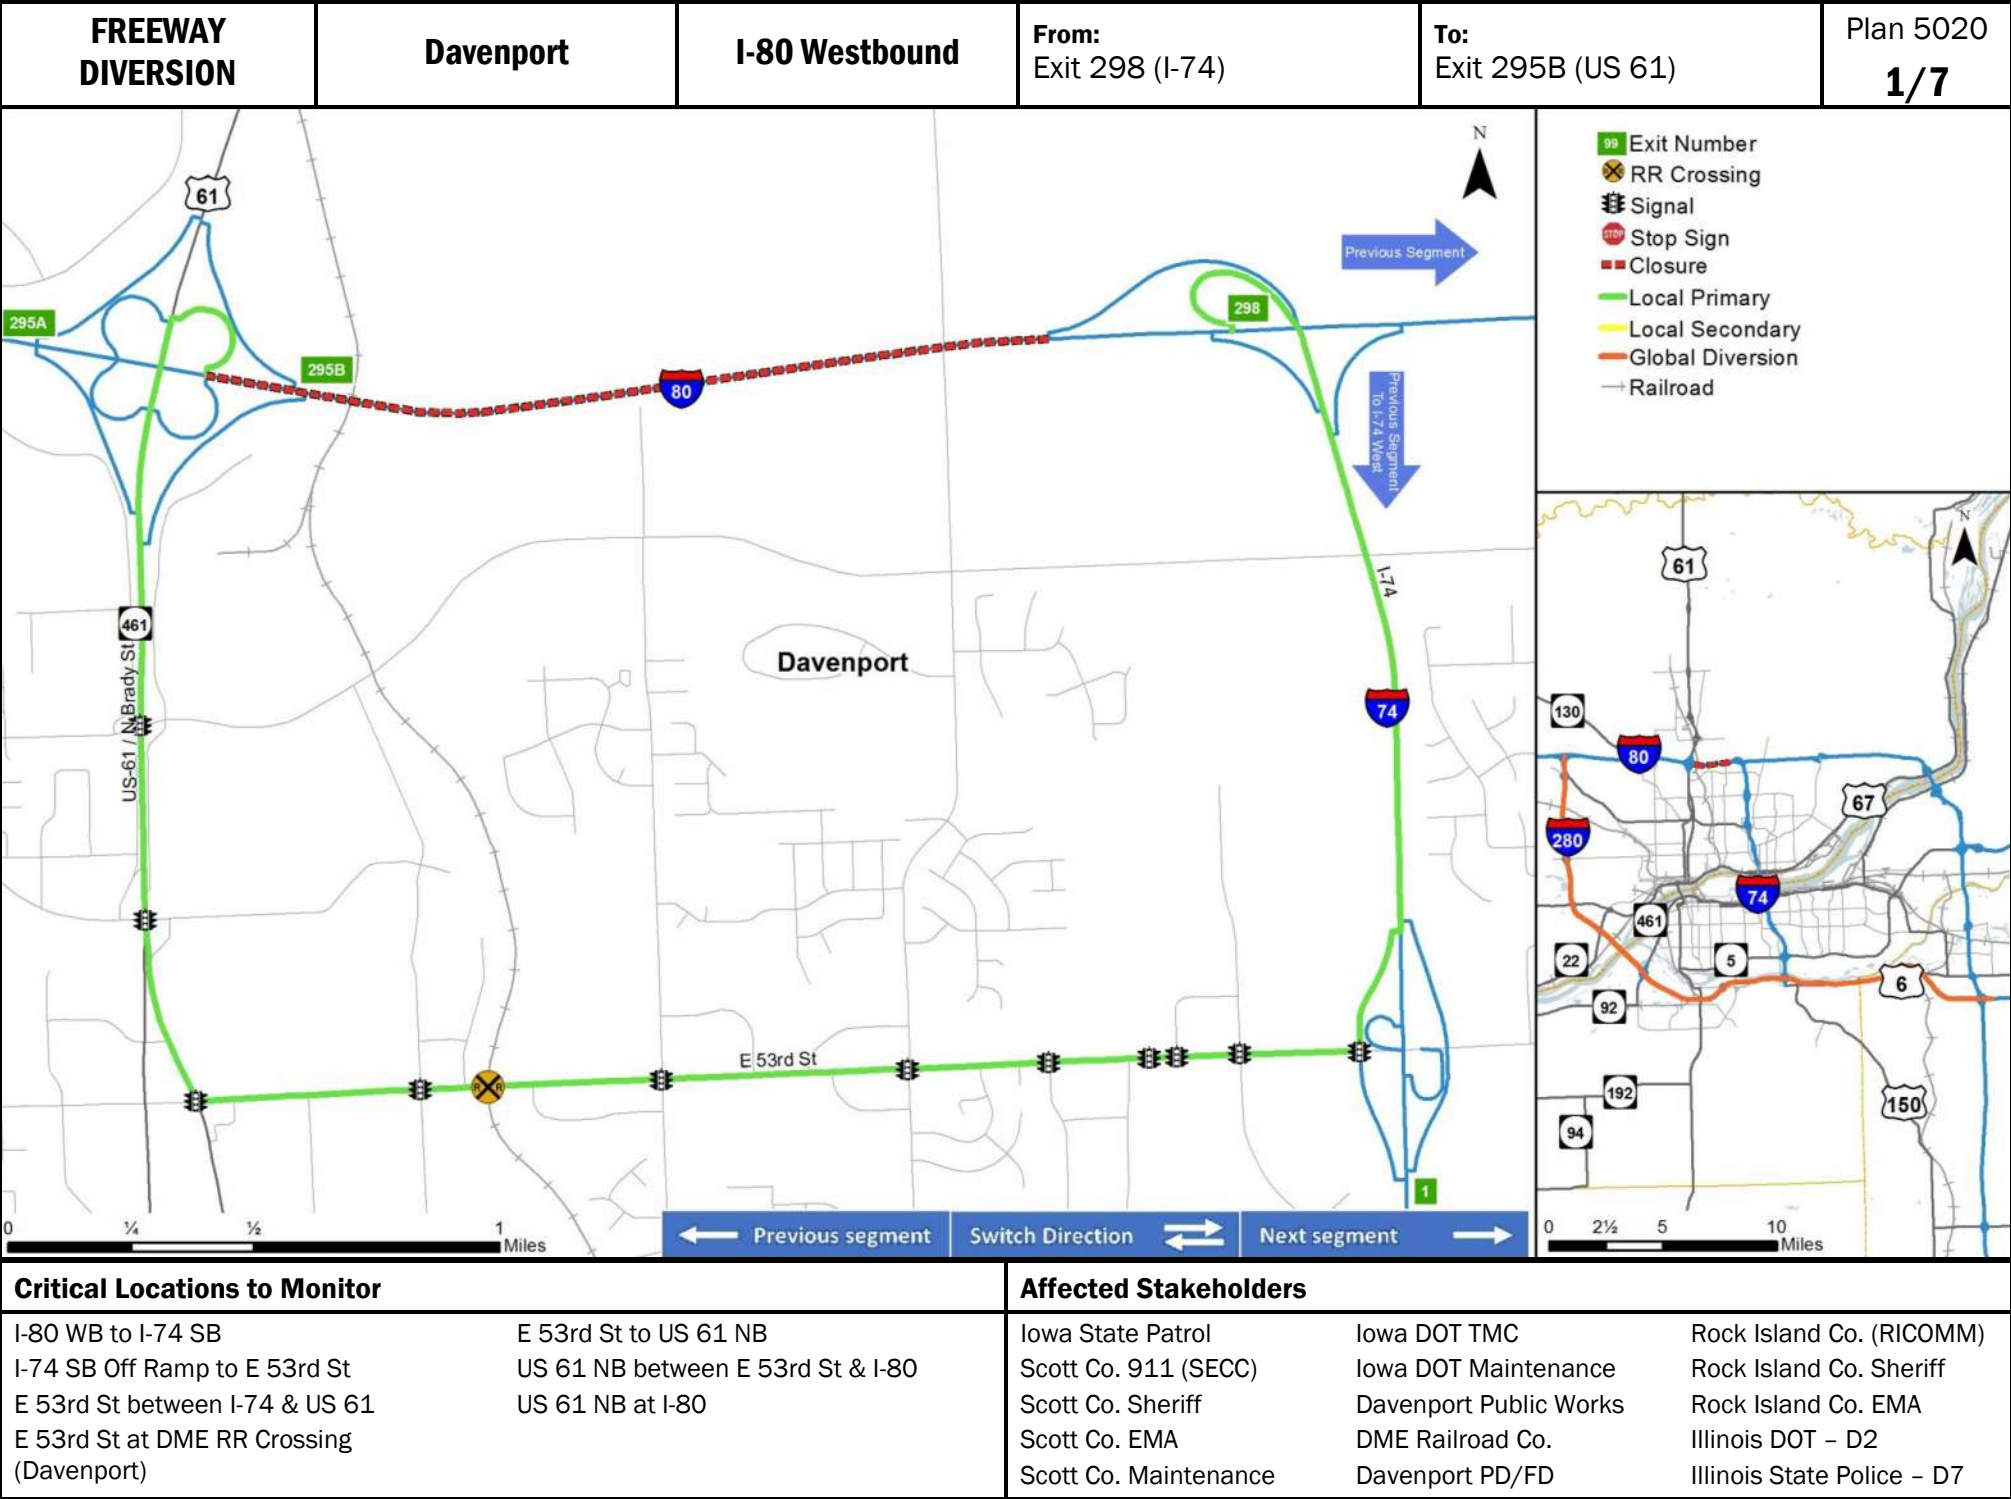 FREEWAY
DIVERSION
Davenport
I-80 Westbound
From:
Exit 298 (I-74)
To:
Exit 295B (US 61)
Plan 5020
1/7
61
295A
295B
80
298
N
Previous Segment
Previous Segment
To I-74 West
I-74
74
461
US-61 / N Brady St
Davenport
E 53rd St
R R
1
0 ¼ ½ 1
Miles
Previous segment
Switch Direction
Next segment
99 Exit Number
RR Crossing
Signal
STOP Stop Sign
Closure
Local Primary
Local Secondary
Global Diversion
Railroad
N
61
130
80
67
280
74
461
22
5
6
92
192
150
94
0 2½ 5 10
Miles
Critical Locations to Monitor
I-80 WB to I-74 SB
I-74 SB Off Ramp to E 53rd St
E 53rd St between I-74 & US 61
E 53rd St at DME RR Crossing
(Davenport)
E 53rd St to US 61 NB
US 61 NB between E 53rd St & I-80
US 61 NB at I-80
Affected Stakeholders
Iowa State Patrol
Scott Co. 911 (SECC)
Scott Co. Sheriff
Scott Co. EMA
Scott Co. Maintenance
Iowa DOT TMC
Iowa DOT Maintenance
Davenport Public Works
DME Railroad Co.
Davenport PD/FD
Rock Island Co. (RICOMM)
Rock Island Co. Sheriff
Rock Island Co. EMA
Illinois DOT – D2
Illinois State Police – D7